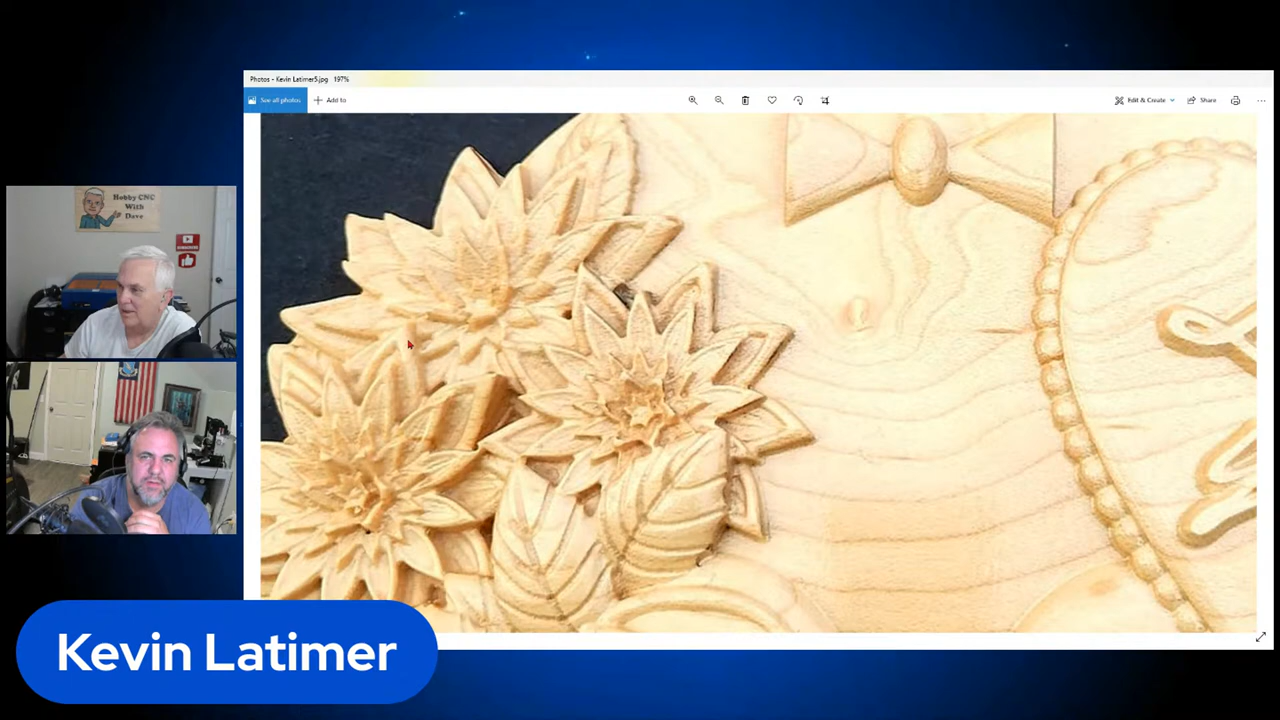 Photos - Kevin Latimer5.jpg 197%
See all photos
Add to
Edit & Create
Share
Hobby CNC
With
Dave
SUBSCRIBE
Kevin Latimer